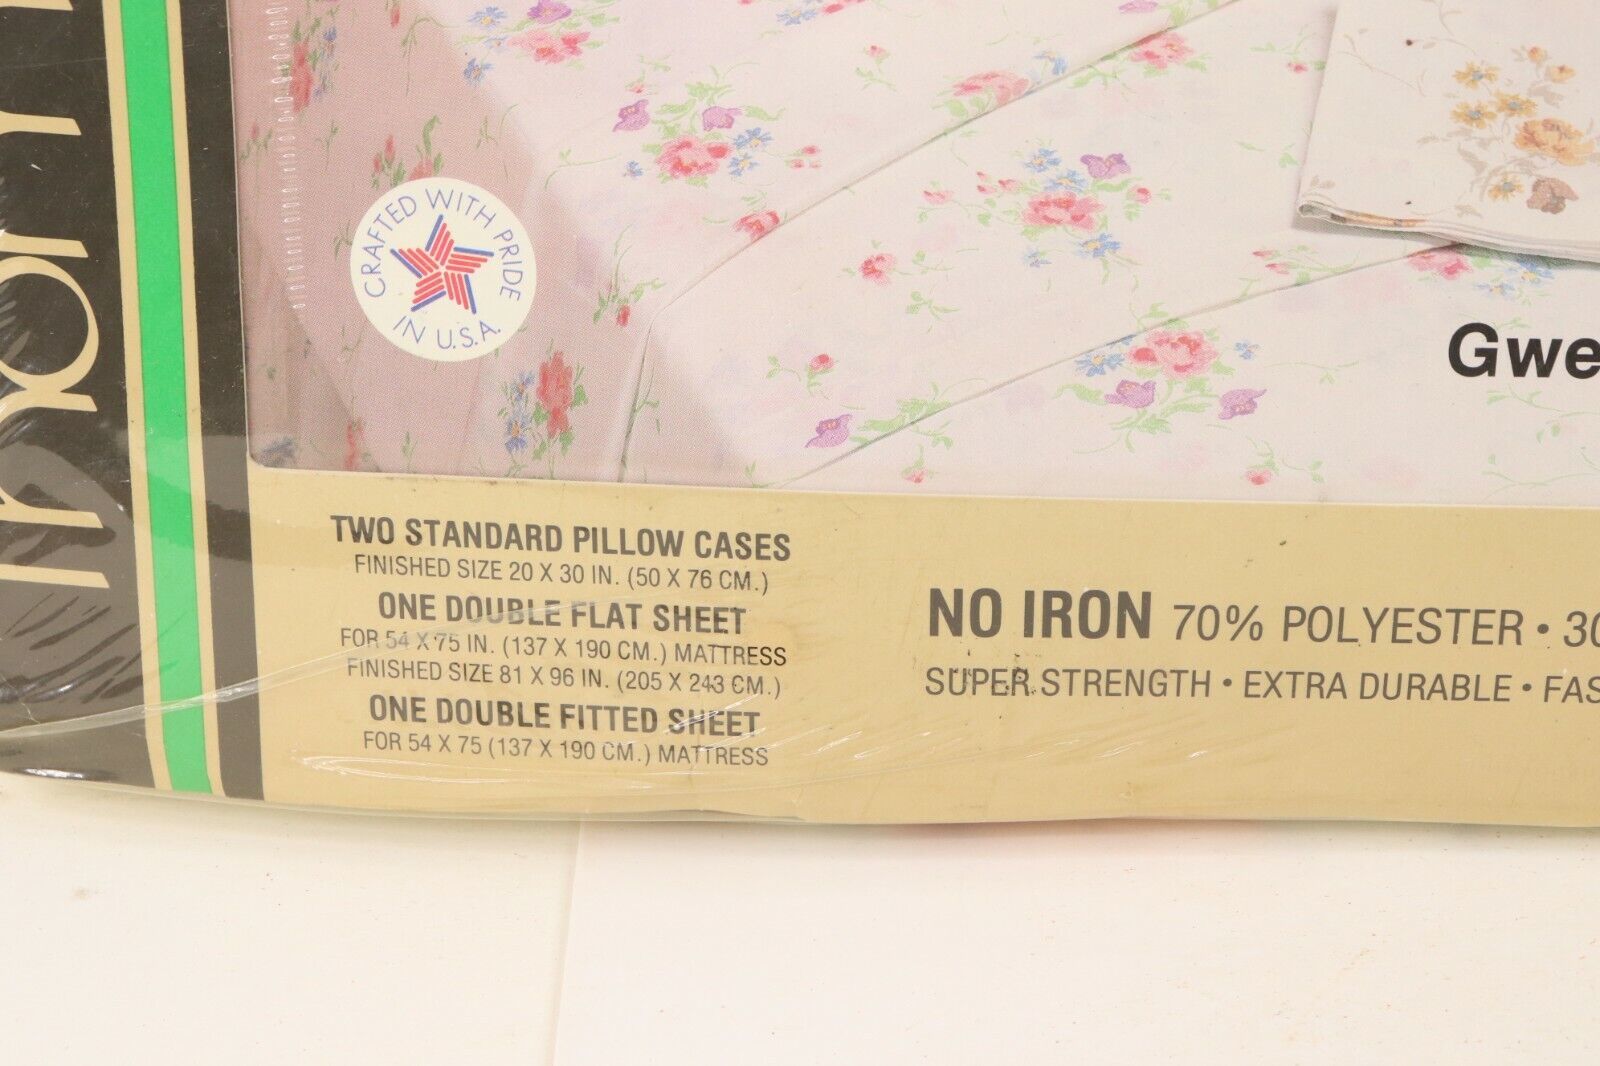 CRAFTED WITH PRIDE
IN U.S.A.
TWO STANDARD PILLOW CASES
FINISHED SIZE 20 X 30 IN. (50 X 76 CM.)
ONE DOUBLE FLAT SHEET
FOR 54 X 75 IN. (137 X 190 CM.) MATTRESS
FINISHED SIZE 81 X 96 IN. (205 X 243 CM.)
ONE DOUBLE FITTED SHEET
FOR 54 X 75 (137 X 190 CM.) MATTRESS
Gwe
NO IRON 70% POLYESTER • 30
SUPER STRENGTH • EXTRA DURABLE • FAS